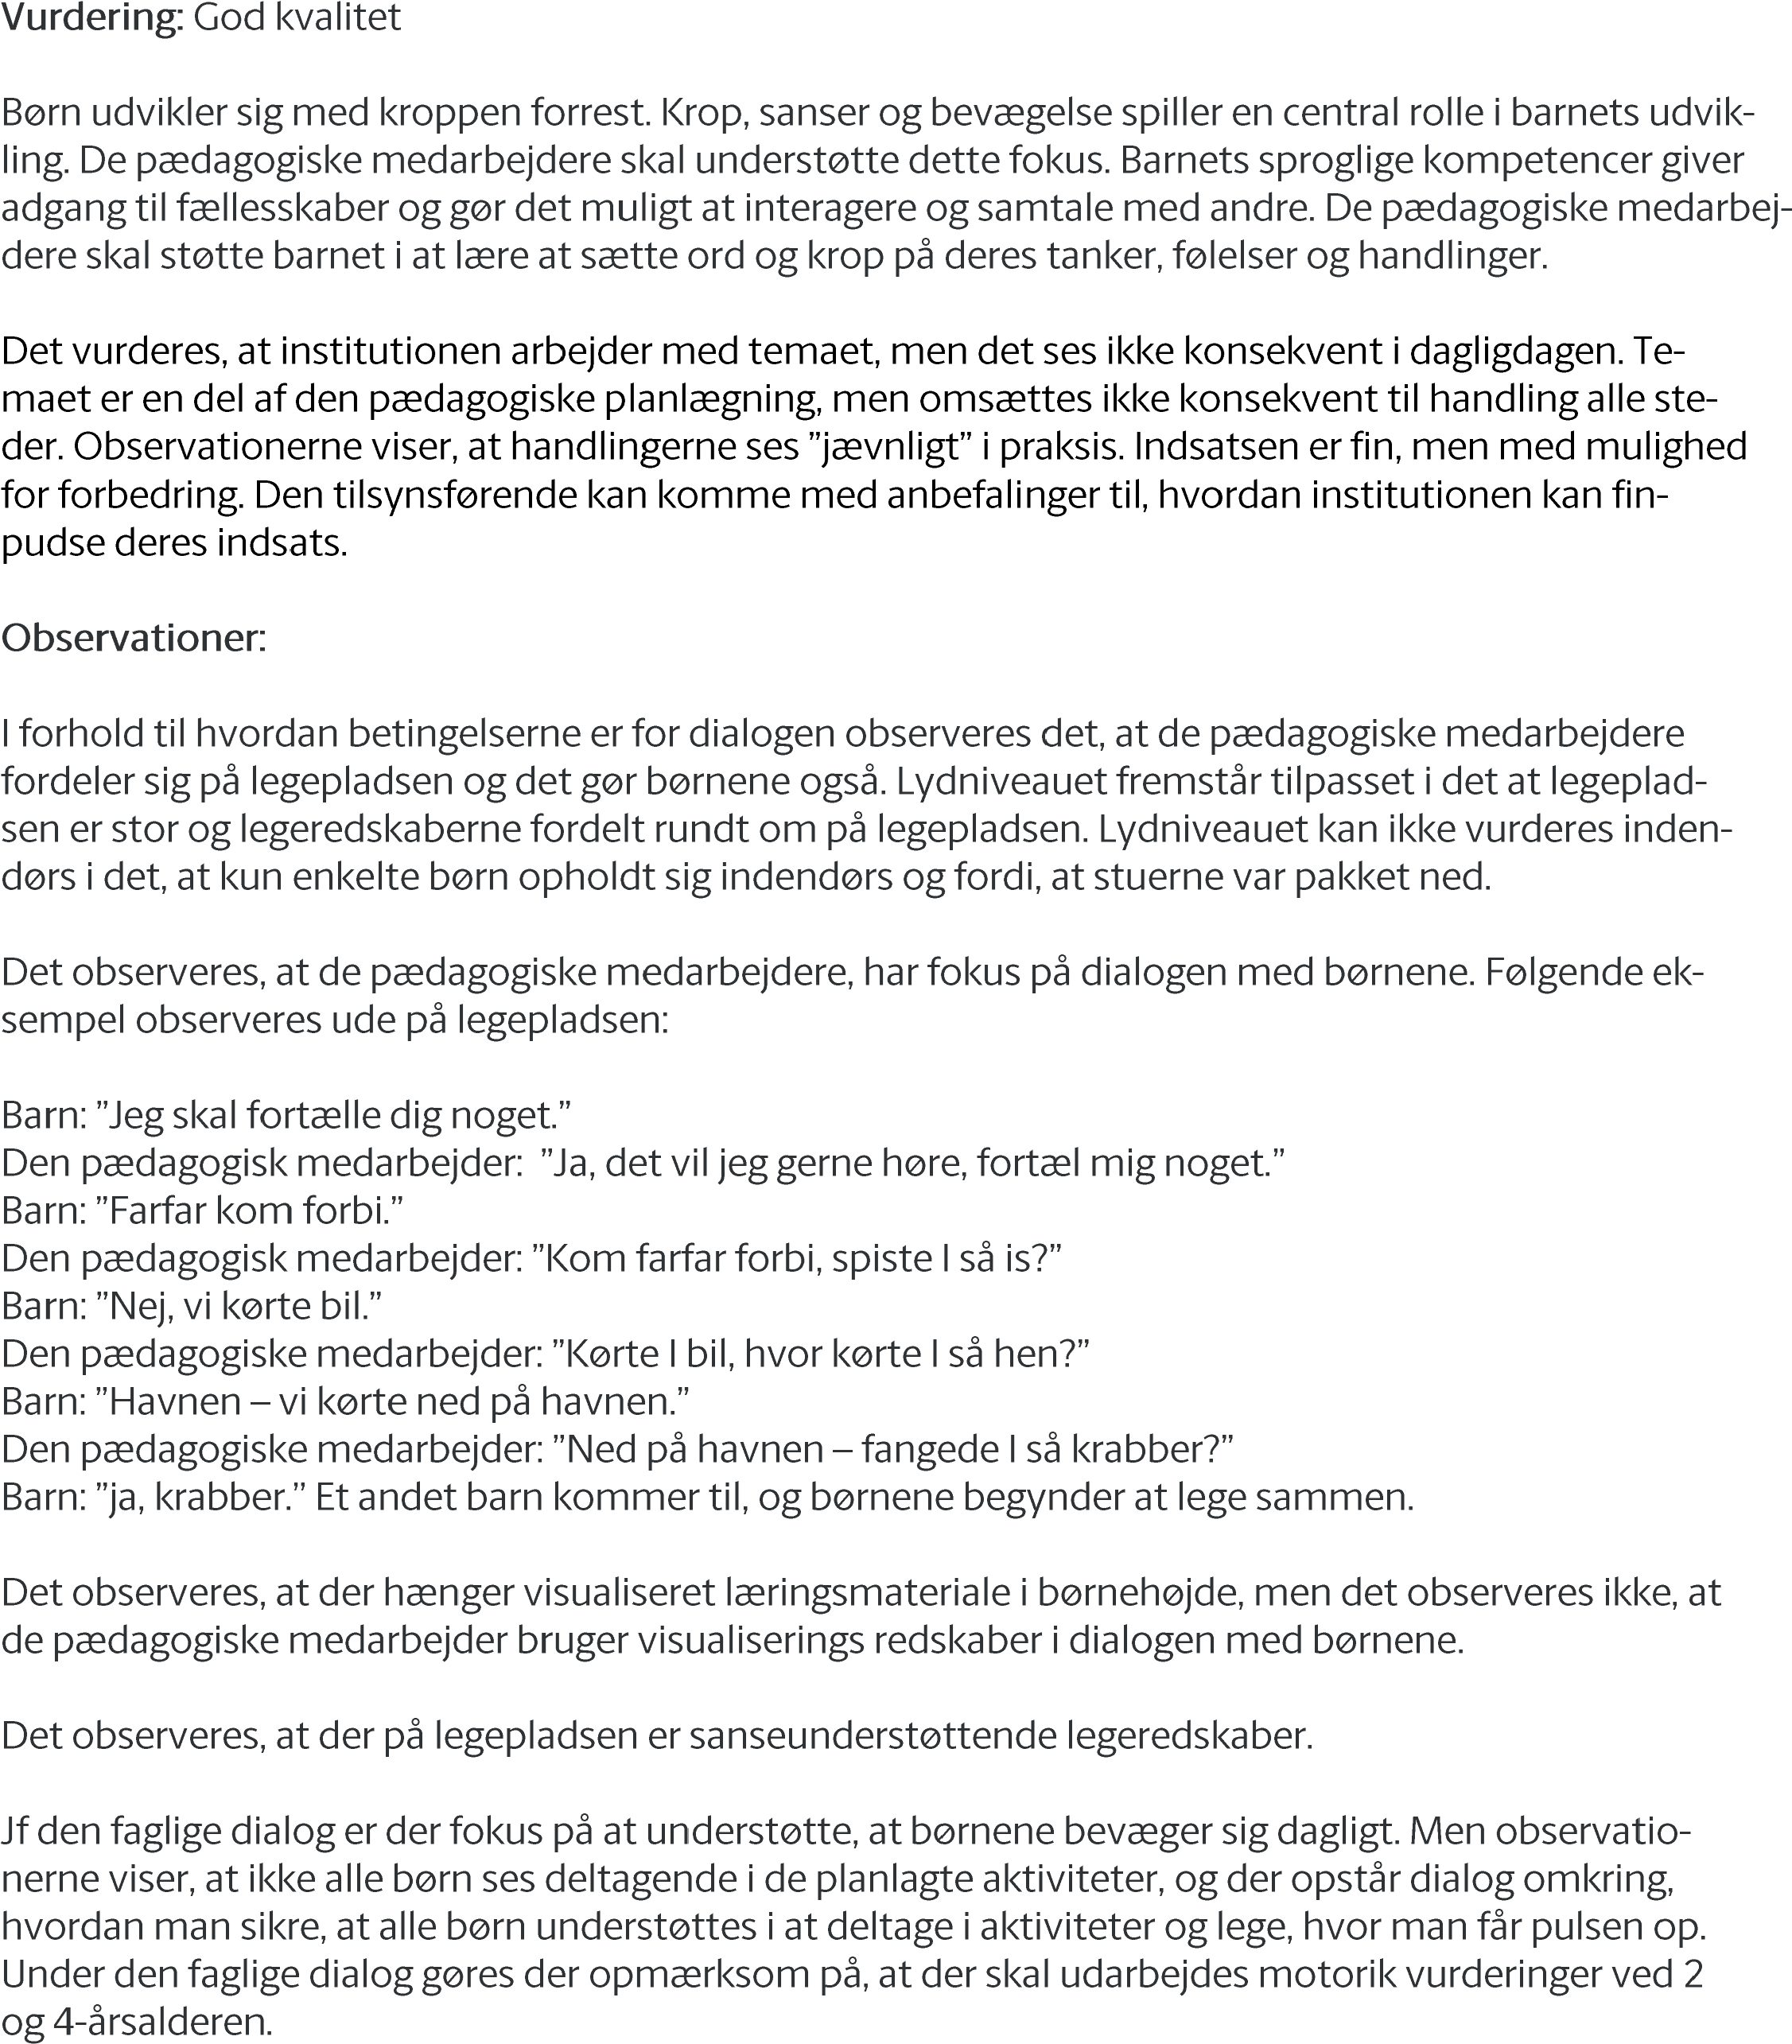 Vurdering: God kvalitet
Børn udvikler sig med kroppen forrest. Krop, sanser og bevægelse spiller en central rolle i barnets udvik-
ling. De pædagogiske medarbejdere skal understøtte dette fokus. Barnets sproglige kompetencer giver
adgang til fællesskaber og gør det muligt at interagere og samtale med andre. De pædagogiske medarbej-
dere skal støtte barnet i at lære at sætte ord og krop på deres tanker, følelser og handlinger.
Det vurderes, at institutionen arbejder med temaet, men det ses ikke konsekvent i dagligdagen. Te-
maet er en del af den pædagogiske planlægning, men omsættes ikke konsekvent til handling alle ste-
der. Observationerne viser, at handlingerne ses ”jævnligt” i praksis. Indsatsen er fin, men med mulighed
for forbedring. Den tilsynsførende kan komme med anbefalinger til, hvordan institutionen kan fin-
pudse deres indsats.
Observationer:
I forhold til hvordan betingelserne er for dialogen observeres det, at de pædagogiske medarbejdere
fordeler sig på legepladsen og det gør børnene også. Lydniveauet fremstår tilpasset i det at legeplad-
sen er stor og legeredskaberne fordelt rundt om på legepladsen. Lydniveauet kan ikke vurderes inden-
dørs i det, at kun enkelte børn opholdt sig indendørs og fordi, at stuerne var pakket ned.
Det observeres, at de pædagogiske medarbejdere, har fokus på dialogen med børnene. Følgende ek-
sempel observeres ude på legepladsen:
Barn: ”Jeg skal fortælle dig noget.”
Den pædagogisk medarbejder:  ”Ja, det vil jeg gerne høre, fortæl mig noget.”
Barn: ”Farfar kom forbi.”
Den pædagogisk medarbejder: ”Kom farfar forbi, spiste I så is?”
Barn: ”Nej, vi kørte bil.”
Den pædagogiske medarbejder: ”Kørte I bil, hvor kørte I så hen?”
Barn: ”Havnen – vi kørte ned på havnen.”
Den pædagogiske medarbejder: ”Ned på havnen – fangede I så krabber?”
Barn: ”ja, krabber.” Et andet barn kommer til, og børnene begynder at lege sammen.
Det observeres, at der hænger visualiseret læringsmateriale i børnehøjde, men det observeres ikke, at
de pædagogiske medarbejder bruger visualiserings redskaber i dialogen med børnene.
Det observeres, at der på legepladsen er sanseunderstøttende legeredskaber.
Jf den faglige dialog er der fokus på at understøtte, at børnene bevæger sig dagligt. Men observatio-
nerne viser, at ikke alle børn ses deltagende i de planlagte aktiviteter, og der opstår dialog omkring,
hvordan man sikre, at alle børn understøttes i at deltage i aktiviteter og lege, hvor man får pulsen op.
Under den faglige dialog gøres der opmærksom på, at der skal udarbejdes motorik vurderinger ved 2
og 4-årsalderen.